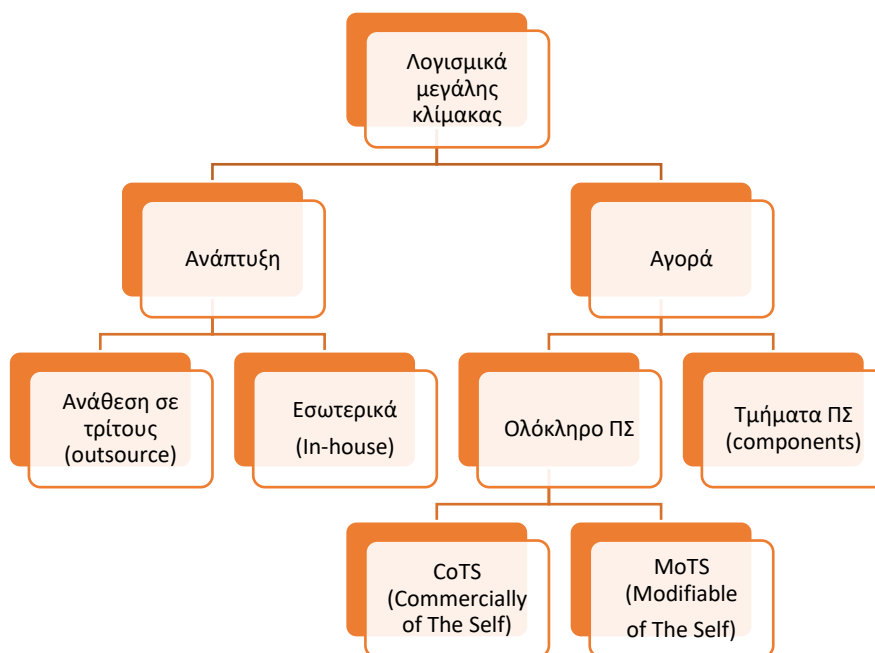 Λογισμικά
μεγάλης
κλίμακας
Ανάπτυξη
Αγορά
Ανάθεση σε
τρίτους
(outsource)
Εσωτερικά
(In-house)
Ολόκληρο ΠΣ
Τμήματα ΠΣ
(components)
CoTS
(Commercially
of The Self)
MoTS
(Modifiable
of The Self)